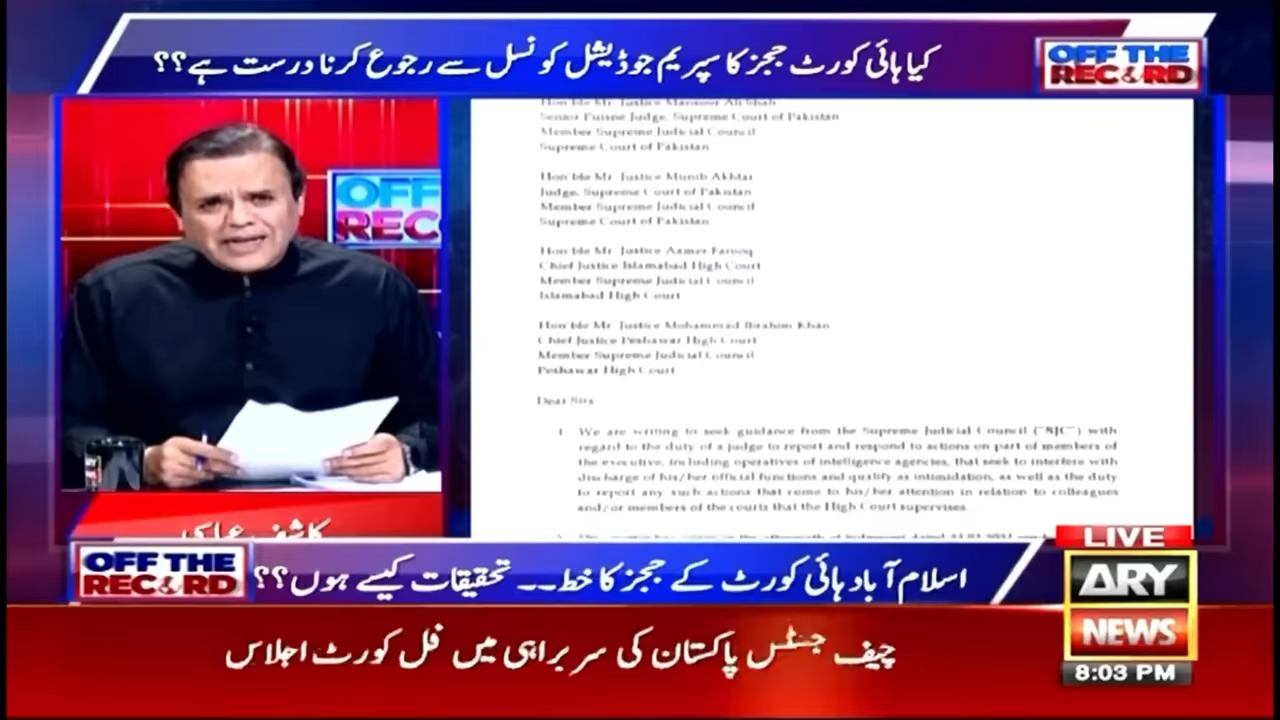 کیا ہائی کورٹ ججز کا سپریم جوڈیشل کونسل سے رجوع کرنا درست ہے؟؟
OFF THE
RECORD
Hon'ble Mr. Justice Mansoor Ali Shah
Senior Puisne Judge, Supreme Court of Pakistan
Member Supreme Judicial Council
Supreme Court of Pakistan
Hon'ble Mr. Justice Munib Akhtar
Judge, Supreme Court of Pakistan
Member Supreme Judicial Council
Supreme Court of Pakistan
Hon'ble Mr. Justice Aamer Farooq
Chief Justice Islamabad High Court
Member Supreme Judicial Council
Islamabad High Court
Hon'ble Mr. Justice Mohammad Ibrahim Khan
Chief Justice Peshawar High Court
Member Supreme Judicial Council
Peshawar High Court
Dear Sirs
1 We are writing to seek guidance from the Supreme Judicial Council ("SJC") with
regard to the duty of a judge to report and respond to actions on part of members of
the executive, including operatives of intelligence agencies, that seek to interfere with
discharge of his/her official functions and qualify as intimidation, as well as the duty
to report any such actions that come to his/her attention in relation to colleagues
and/or members of the courts that the High Court supervises.
OFF
REC
کاشف عباسی
OFF THE
RECORD
اسلام آباد ہائی کورٹ کے ججز کا خط۔۔ تحقیقات کیسے ہوں؟؟
LIVE
ARY
NEWS
8:03 PM
چیف جسٹس پاکستان کی سربراہی میں فل کورٹ اجلاس